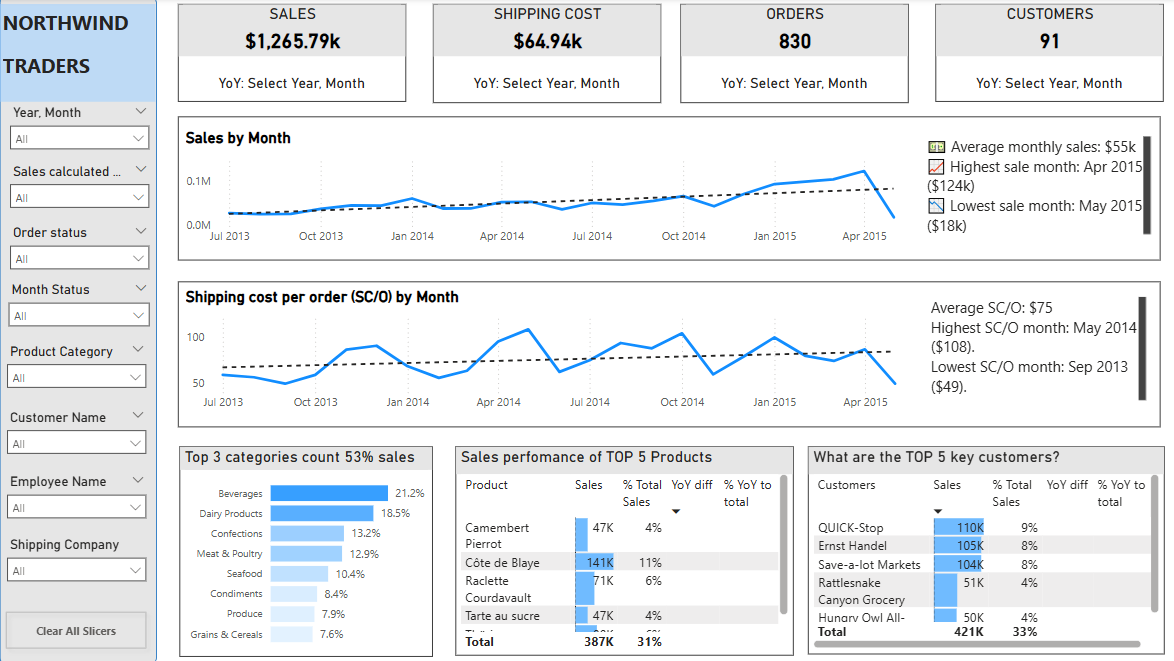 NORTHWIND
TRADERS
Year, Month
All
Sales calculated ...
All
Order status
All
Month Status
All
Product Category
All
Customer Name
All
Employee Name
All
Shipping Company
All
Clear All Slicers
SALES
$1,265.79k
YoY: Select Year, Month
SHIPPING COST
$64.94k
YoY: Select Year, Month
ORDERS
830
YoY: Select Year, Month
CUSTOMERS
91
YoY: Select Year, Month
Sales by Month
0.1M
0.0M
Jul 2013 Oct 2013 Jan 2014 Apr 2014 Jul 2014 Oct 2014 Jan 2015 Apr 2015
Average monthly sales: $55k
Highest sale month: Apr 2015
($124k)
Lowest sale month: May 2015
($18k)
Shipping cost per order (SC/O) by Month
100
50
Jul 2013 Oct 2013 Jan 2014 Apr 2014 Jul 2014 Oct 2014 Jan 2015 Apr 2015
Average SC/O: $75
Highest SC/O month: May 2014
($108).
Lowest SC/O month: Sep 2013
($49).
Top 3 categories count 53% sales
Beverages 21.2%
Dairy Products 18.5%
Confections 13.2%
Meat & Poultry 12.9%
Seafood 10.4%
Condiments 8.4%
Produce 7.9%
Grains & Cereals 7.6%
Sales perfomance of TOP 5 Products
Product Sales % Total YoY diff % YoY to
Sales total
Camembert 47K 4%
Pierrot
Côte de Blaye 141K 11%
Raclette 71K 6%
Courdavault
Tarte au sucre 47K 4%
Total 387K 31%
What are the TOP 5 key customers?
Customers Sales % Total YoY diff % YoY to
Sales total
QUICK-Stop 110K 9%
Ernst Handel 105K 8%
Save-a-lot Markets 104K 8%
Rattlesnake 51K 4%
Canyon Grocery
Hungry Owl All- 50K 4%
Total 421K 33%